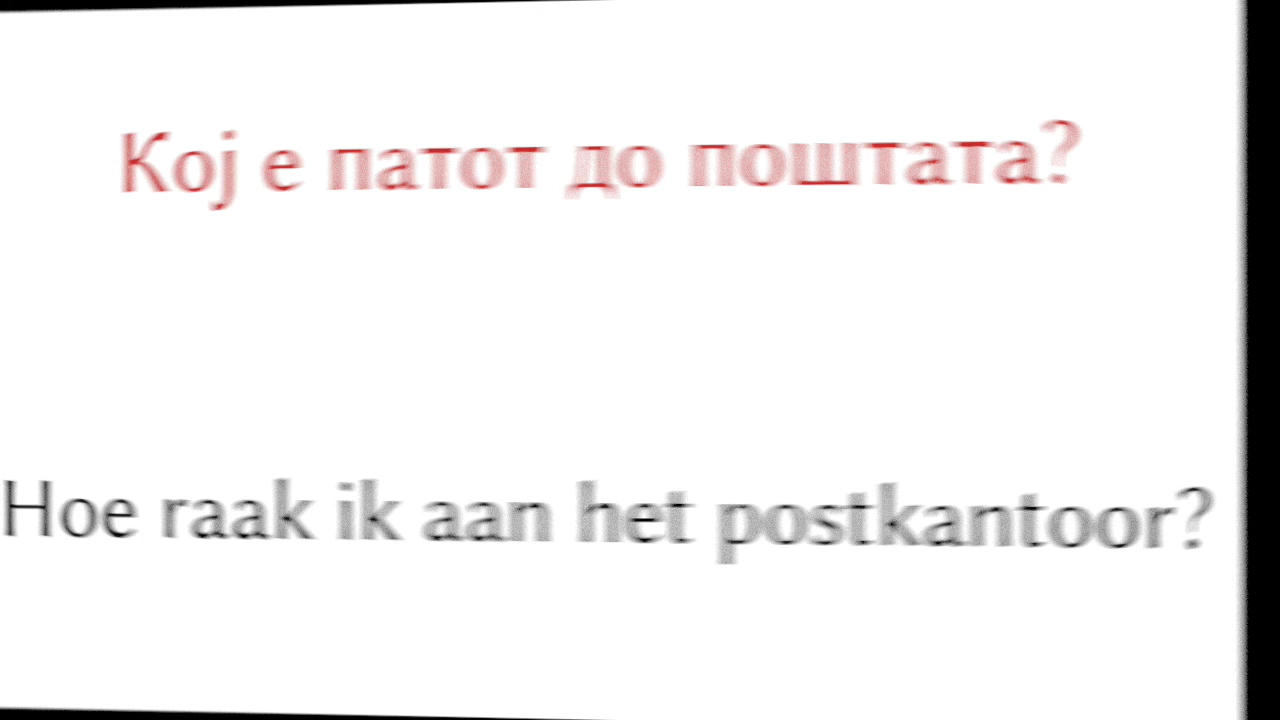 Кој е патот до поштата?
Hoe raak ik aan het postkantoor?